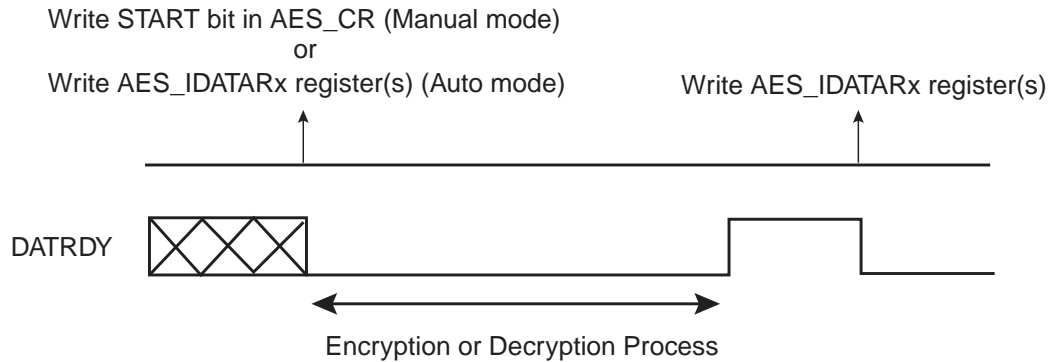 Write START bit in AES_CR (Manual mode)
or
Write AES_IDATARx register(s) (Auto mode)
Write AES_IDATARx register(s)
DATRDY
Encryption or Decryption Process